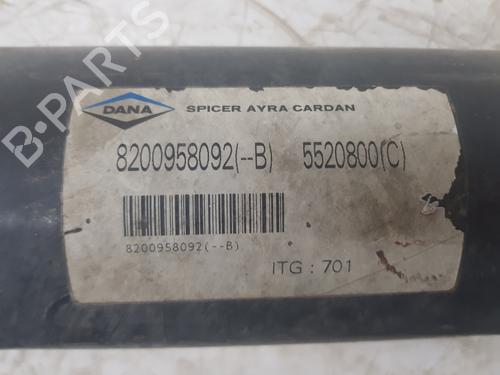 DANA
SPICER AYRA CARDAN
8200958092(--B) 5520800(C)
8200958092(--B)
ITG : 701
B-Parts